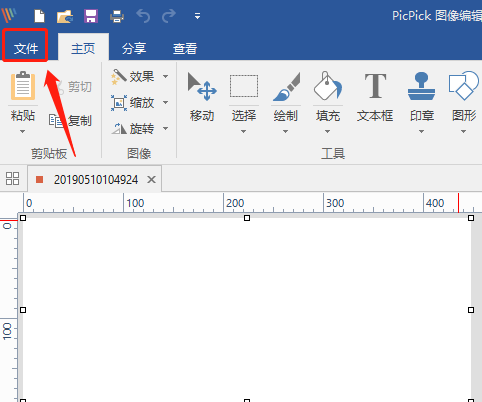 PicPick 图像编辑
文件 主页 分享 查看
粘贴 剪切 复制 效果 缩放 旋转 移动 选择 绘制 填充 文本框 印章 图形
剪贴板 图像 工具
20190510104924
0 100 200 300 400
0
100